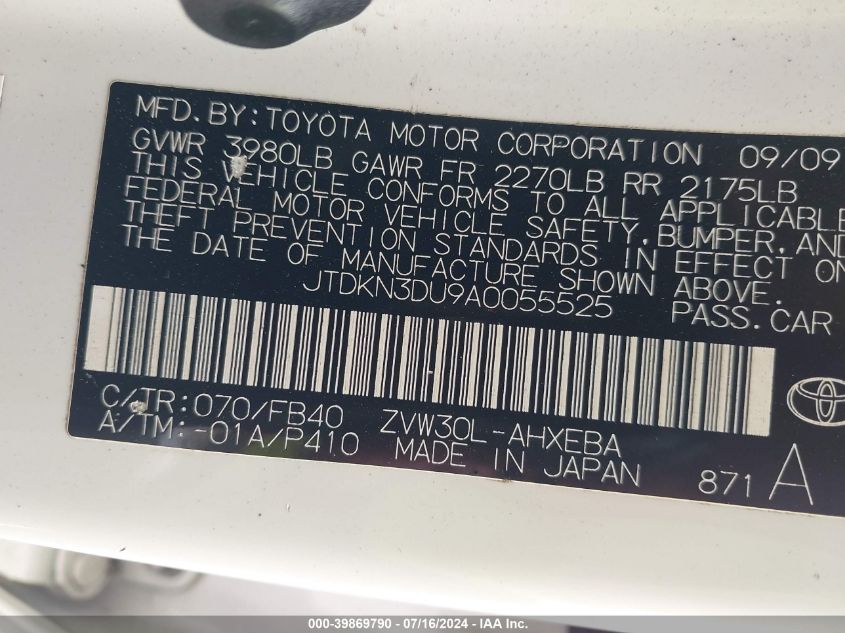 MFD.BY:TOYOTA MOTOR CORPORATION 09/09
GVWR 3980LB GAWR FR 2270LB RR 2175LB
THIS VEHICLE CONFORMS TO ALL APPLICABLE
FEDERAL MOTOR VEHICLE SAFETY.BUMPER.AND
THEFT PREVENTION STANDARDS IN EFFECT ON
THE DATE OF MANUFACTURE SHOWN ABOVE.
JTDKN3DU9A0055525 PASS.CAR
C/TR:070/FB40 ZVW30L-AHXEBA
A/TM:-01A/P410 MADE IN JAPAN 871 A
000-39869790 - 07/16/2024 - IAA Inc.